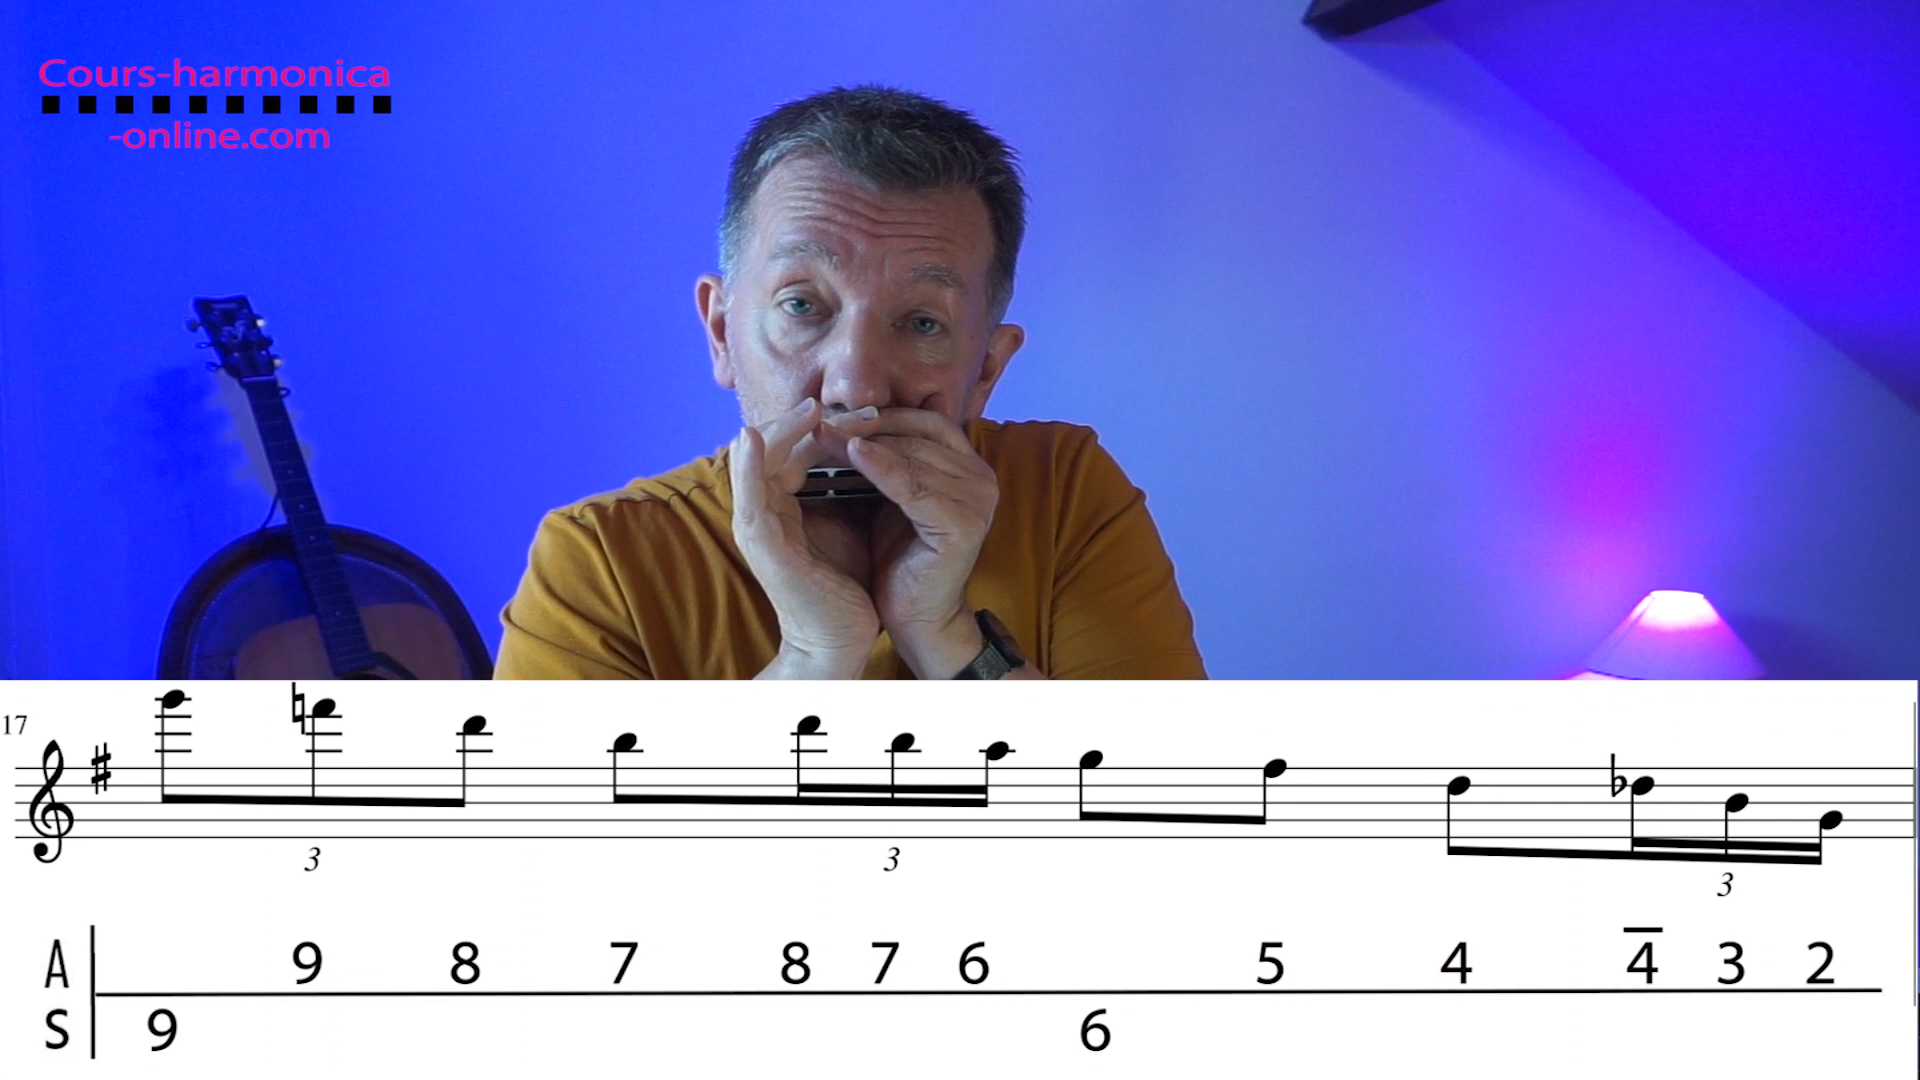 Cours-harmonica
-online.com
17
3 3 3
A 9 8 7 8 7 6 5 4 4 3 2
S 9 6